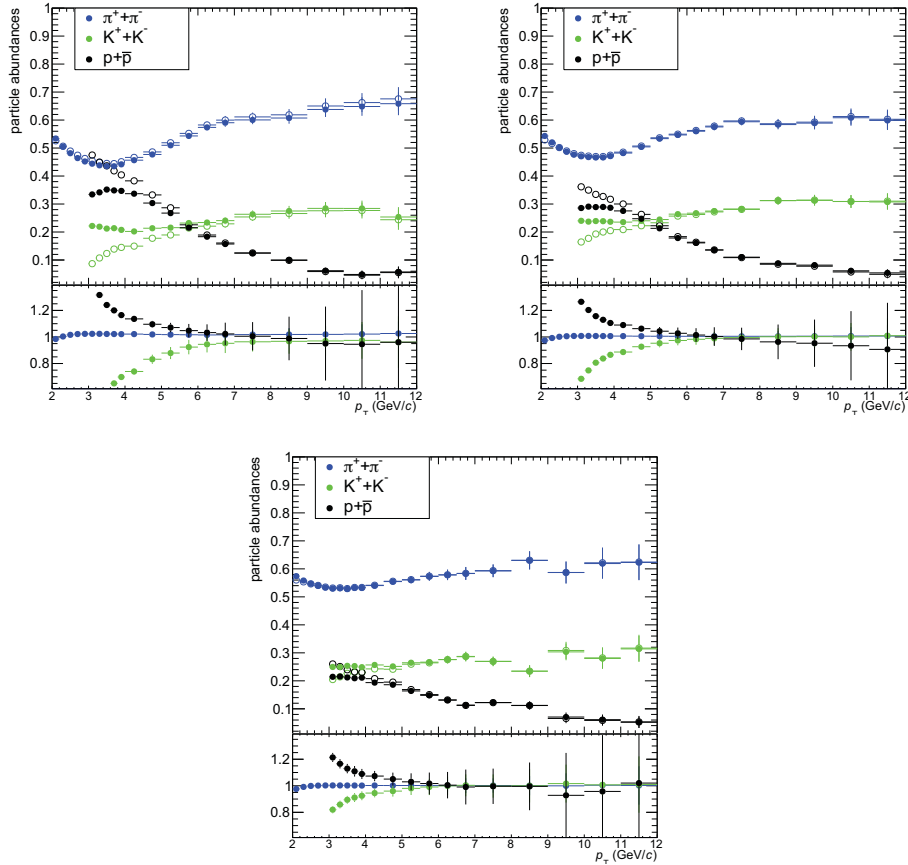 particle abundances
1
0.9
0.8
0.7
0.6
0.5
0.4
0.3
0.2
0.1
π⁺+π⁻
K⁺+K⁻
p+p̅
1.2
1
0.8
2 3 4 5 6 7 8 9 10 11 12
p_T (GeV/c)
particle abundances
1
0.9
0.8
0.7
0.6
0.5
0.4
0.3
0.2
0.1
π⁺+π⁻
K⁺+K⁻
p+p̅
1.2
1
0.8
2 3 4 5 6 7 8 9 10 11 12
p_T (GeV/c)
particle abundances
1
0.9
0.8
0.7
0.6
0.5
0.4
0.3
0.2
0.1
π⁺+π⁻
K⁺+K⁻
p+p̅
1.2
1
0.8
2 3 4 5 6 7 8 9 10 11 12
p_T (GeV/c)